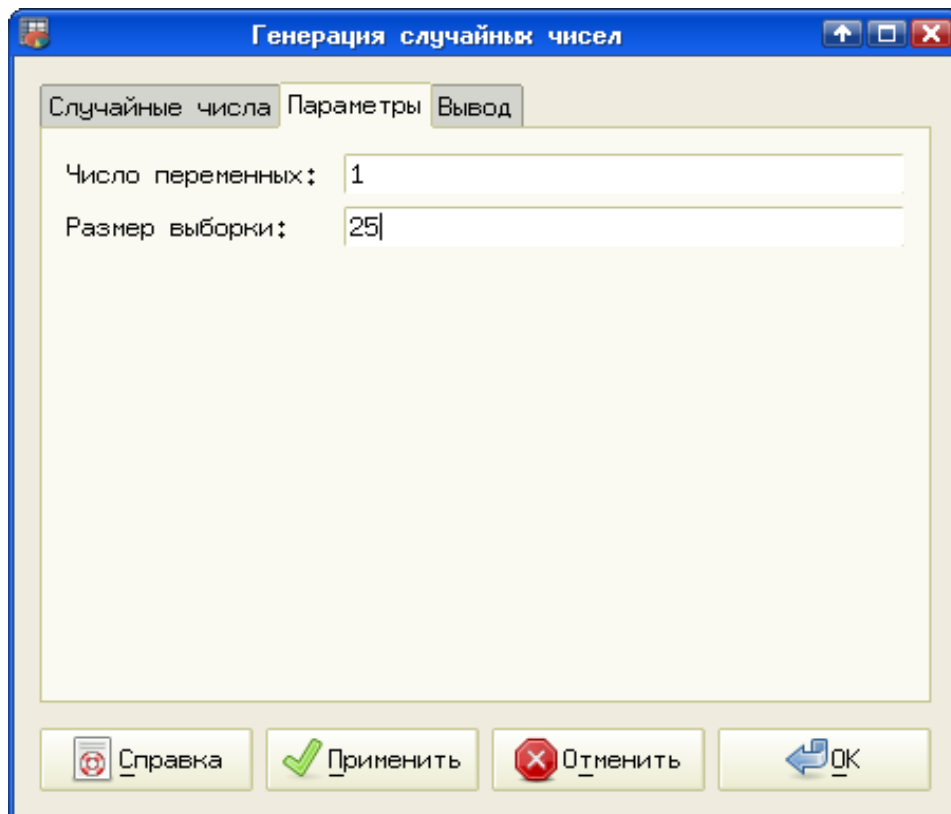 Генерация случайных чисел
Случайные числа Параметры Вывод
Число переменных: 1
Размер выборки: 25
Справка Применить Отменить OK